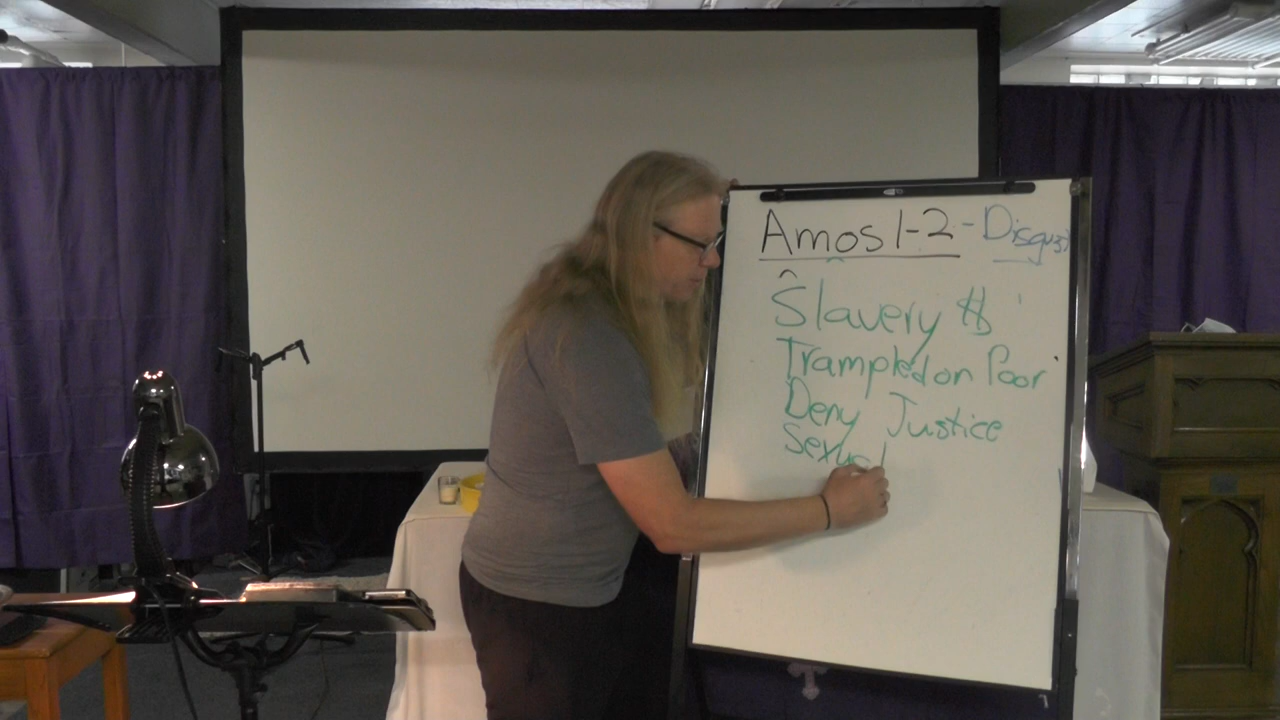 Amos 1-2 - Disgust
Slavery $
Trampled on Poor
Deny Justice
Sexual